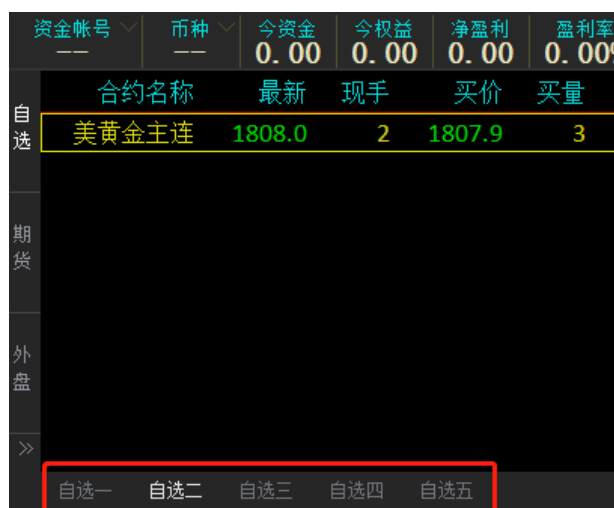 资金帐号 币种 今资金 今权益 净盈利 盈利率
—— —— 0.00 0.00 0.00 0.00%
合约名称 最新 现手 买价 买量
美黄金主连 1808.0 2 1807.9 3
自选
期货
外盘
»
自选一 自选二 自选三 自选四 自选五